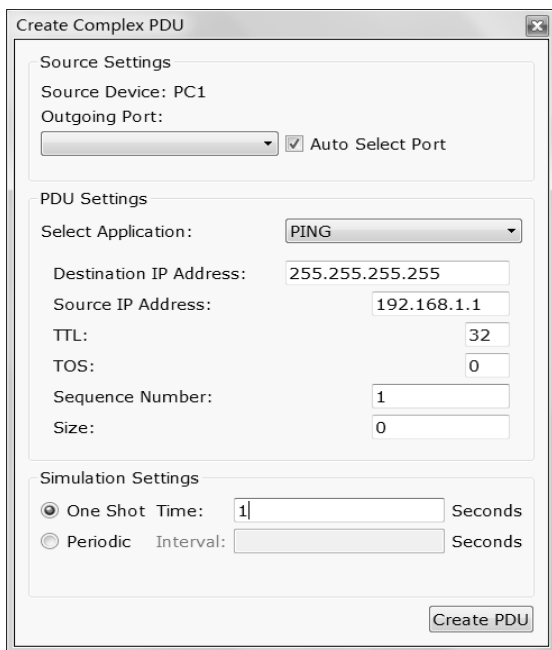 Create Complex PDU
Source Settings
Source Device: PC1
Outgoing Port:
Auto Select Port
PDU Settings
Select Application: PING
Destination IP Address: 255.255.255.255
Source IP Address: 192.168.1.1
TTL: 32
TOS: 0
Sequence Number: 1
Size: 0
Simulation Settings
One Shot Time: 1 Seconds
Periodic Interval: Seconds
Create PDU